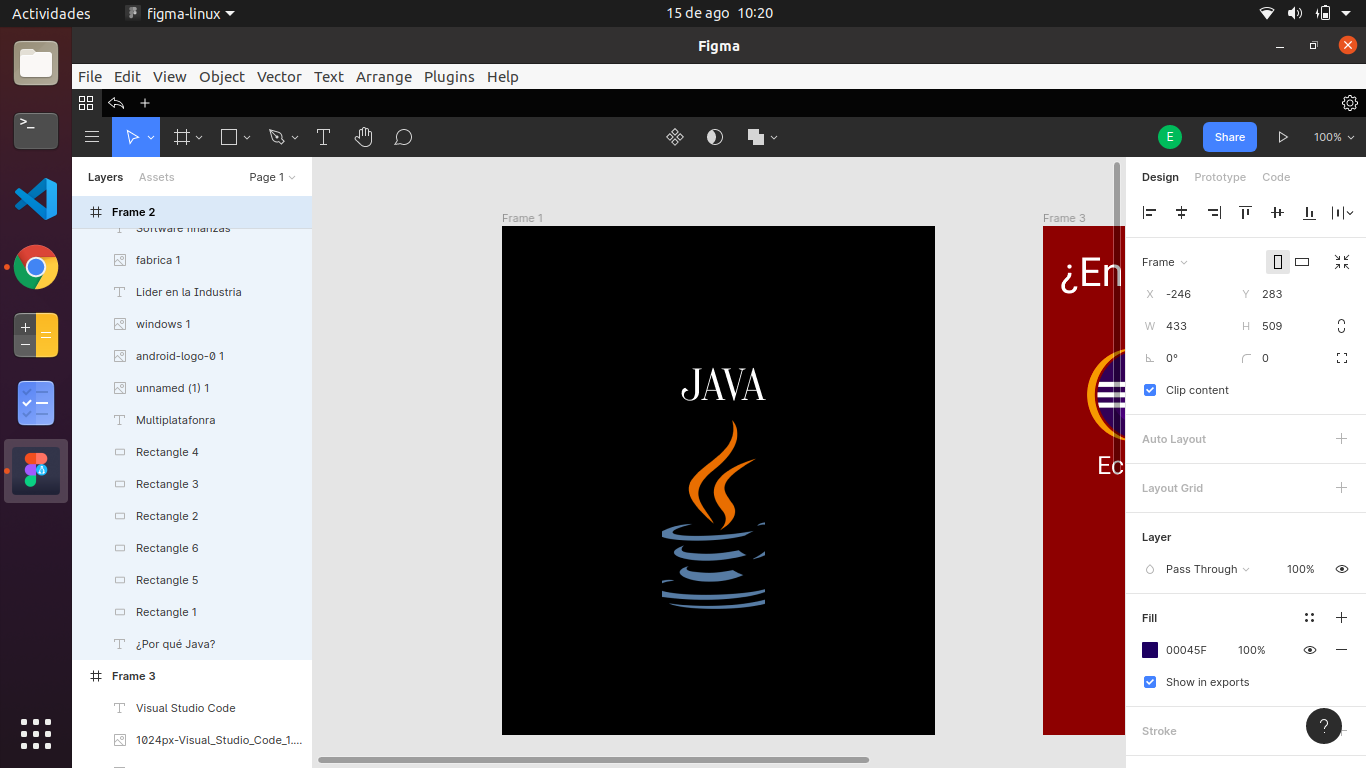 Actividades figma-linux 15 de ago 10:20
Figma
File Edit View Object Vector Text Arrange Plugins Help
E Share 100%
Layers Assets Page 1
Frame 2
Software finanzas
fabrica 1
Lider en la Industria
windows 1
android-logo-0 1
unnamed (1) 1
Multiplatafonra
Rectangle 4
Rectangle 3
Rectangle 2
Rectangle 6
Rectangle 5
Rectangle 1
¿Por qué Java?
Frame 3
Visual Studio Code
1024px-Visual_Studio_Code_1....
Frame 1
JAVA
Frame 3
¿En
Ec
Design Prototype Code
Frame
X -246 Y 283
W 433 H 509
0° 0
Clip content
Auto Layout
Layout Grid
Layer
Pass Through 100%
Fill
00045F 100%
Show in exports
Stroke
?